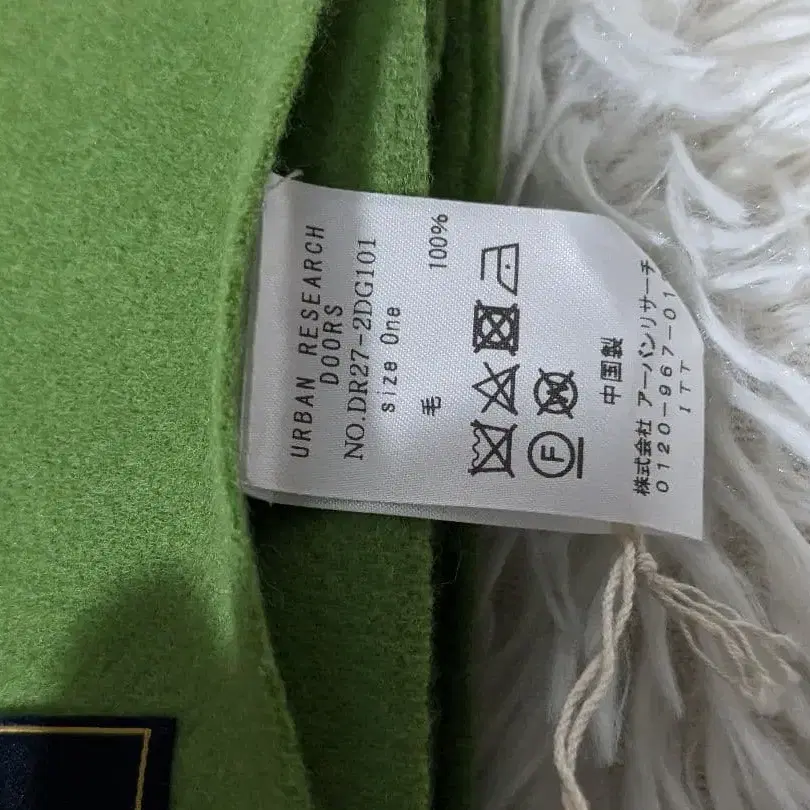 URBAN RESEARCH
DOORS
NO.DR27-2DG101
size One
毛 100%
F
中国製
株式会社 アーバンリサーチ
0120-967-01
ITT